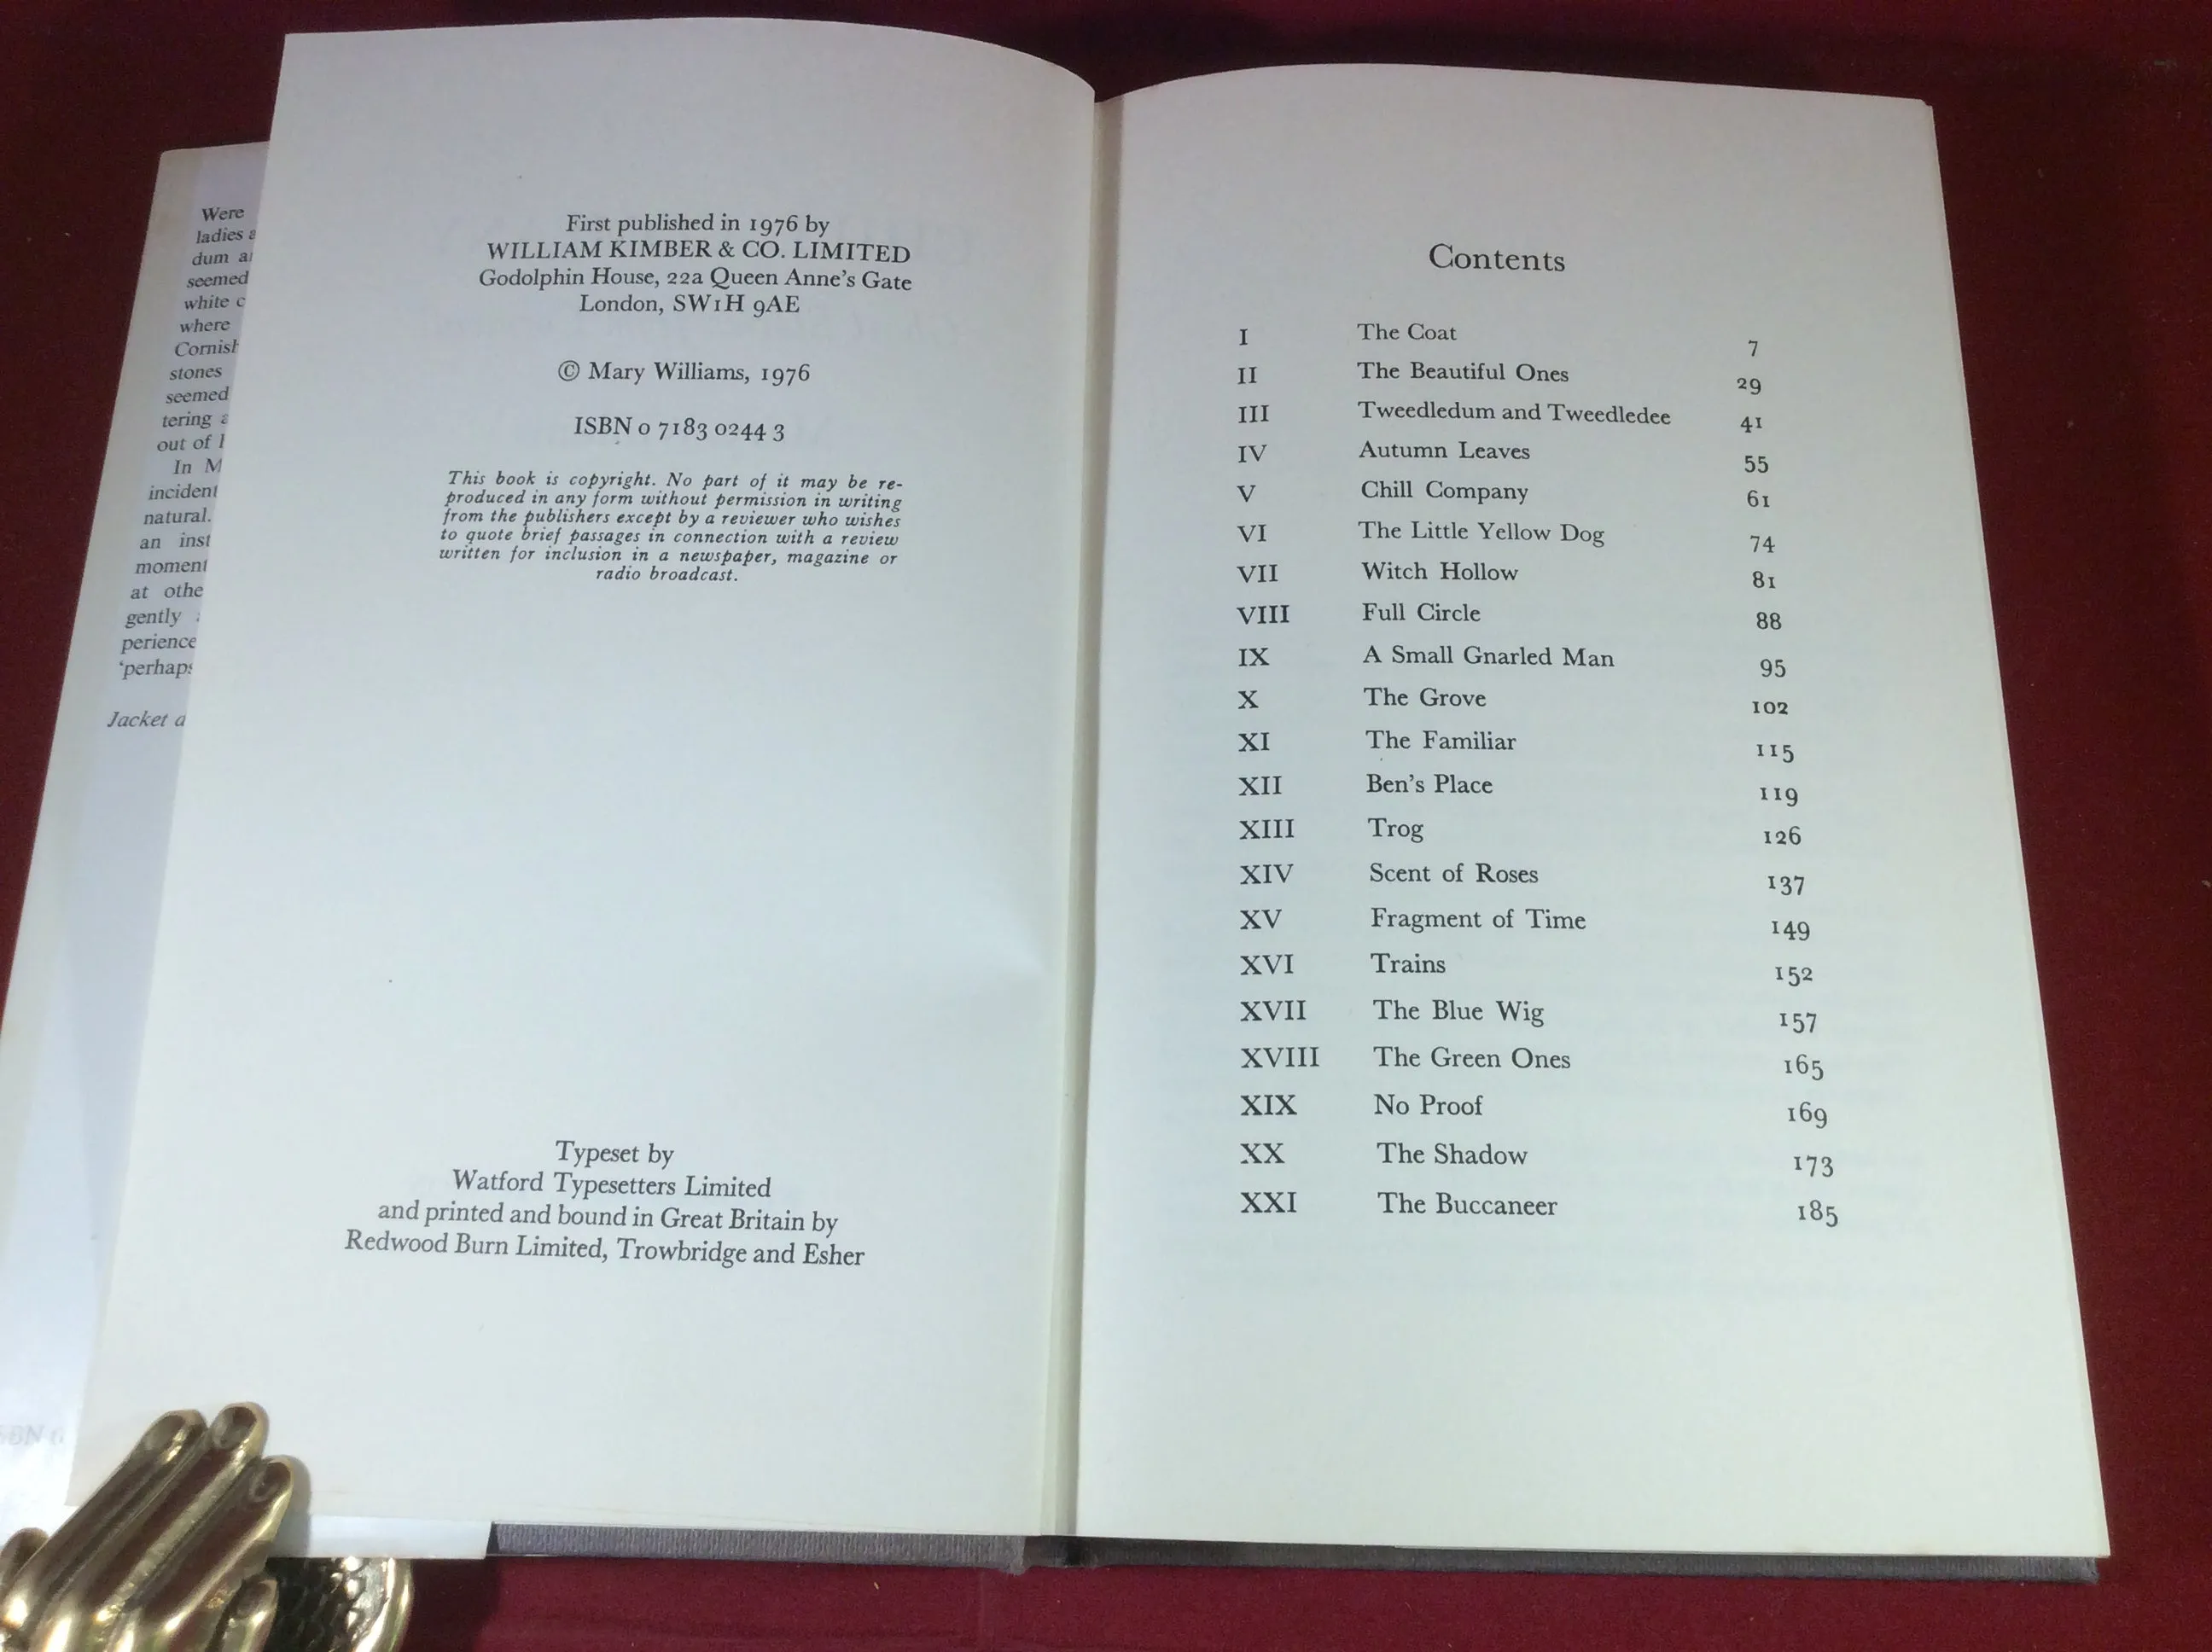 Were
ladies
dum
seemed
white
where
stones
seemed
tering
out of
In
incident
natural.
an
moment
at
gently
Jacket
First published in 1976 by
WILLIAM KIMBER & CO. LIMITED
Godolphin House, 22a Queen Anne's Gate
London, SW1H 9AE
© Mary Williams, 1976
ISBN 0 7183 0244 3
This book is copyright. No part of it may be re-
produced in any form without permission in writing
from the publishers except by a reviewer who wishes
to quote brief passages in connection with a review
written for inclusion in a newspaper, magazine or
radio broadcast.
Typeset by
Watford Typesetters Limited
and printed and bound in Great Britain by
Redwood Burn Limited, Trowbridge and Esher
Contents
I The Coat 7
II The Beautiful Ones 29
III Tweedledum and Tweedledee 41
IV Autumn Leaves 55
V Chill Company 61
VI The Little Yellow Dog 74
VII Witch Hollow 81
VIII Full Circle 88
IX A Small Gnarled Man 95
X The Grove 102
XI The Familiar 115
XII Ben's Place 119
XIII Trog 126
XIV Scent of Roses 137
XV Fragment of Time 149
XVI Trains 152
XVII The Blue Wig 157
XVIII The Green Ones 165
XIX No Proof 169
XX The Shadow 173
XXI The Buccaneer 185